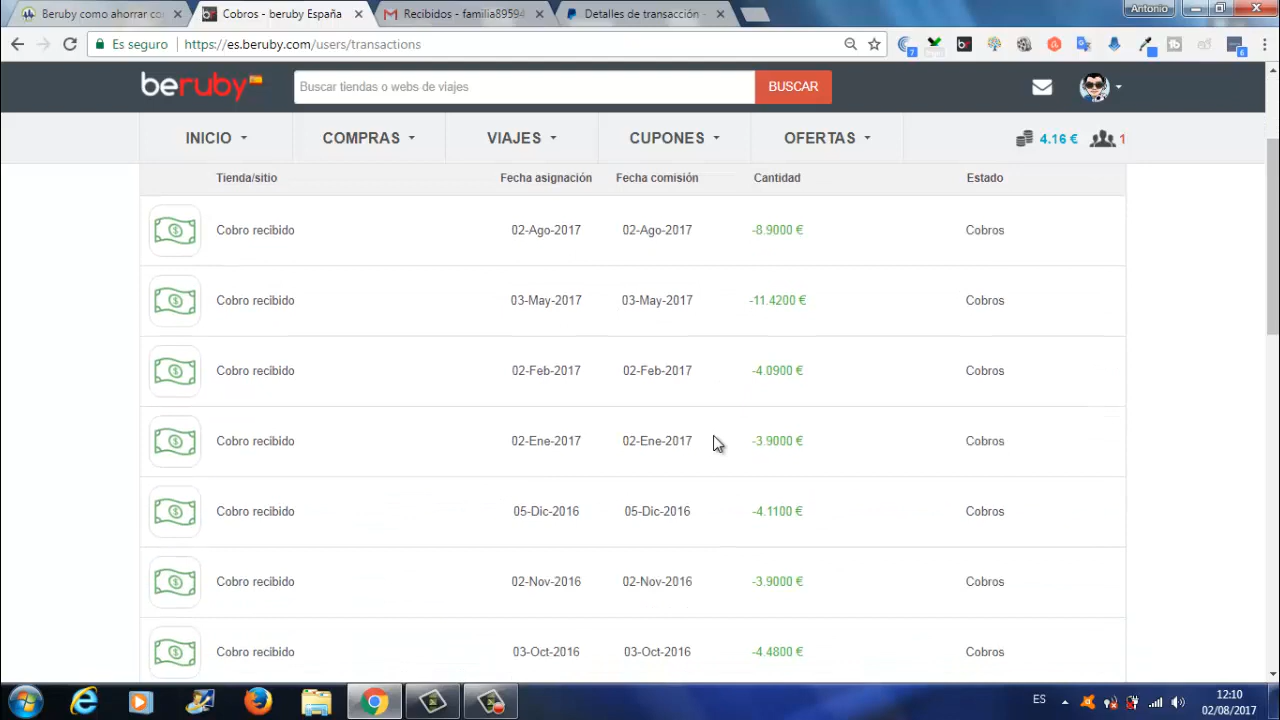 Beruby como ahorrar co
Cobros - beruby España
Recibidos - familia89594
Detalles de transacción -
Antonio
Es seguro
https://es.beruby.com/users/transactions
7
6
beruby
Buscar tiendas o webs de viajes
BUSCAR
INICIO
COMPRAS
VIAJES
CUPONES
OFERTAS
4.16 €
1
Tienda/sitio Fecha asignación Fecha comisión Cantidad Estado
Cobro recibido 02-Ago-2017 02-Ago-2017 -8.9000 € Cobros
Cobro recibido 03-May-2017 03-May-2017 -11.4200 € Cobros
Cobro recibido 02-Feb-2017 02-Feb-2017 -4.0900 € Cobros
Cobro recibido 02-Ene-2017 02-Ene-2017 -3.9000 € Cobros
Cobro recibido 05-Dic-2016 05-Dic-2016 -4.1100 € Cobros
Cobro recibido 02-Nov-2016 02-Nov-2016 -3.9000 € Cobros
Cobro recibido 03-Oct-2016 03-Oct-2016 -4.4800 € Cobros
ES
12:10
02/08/2017